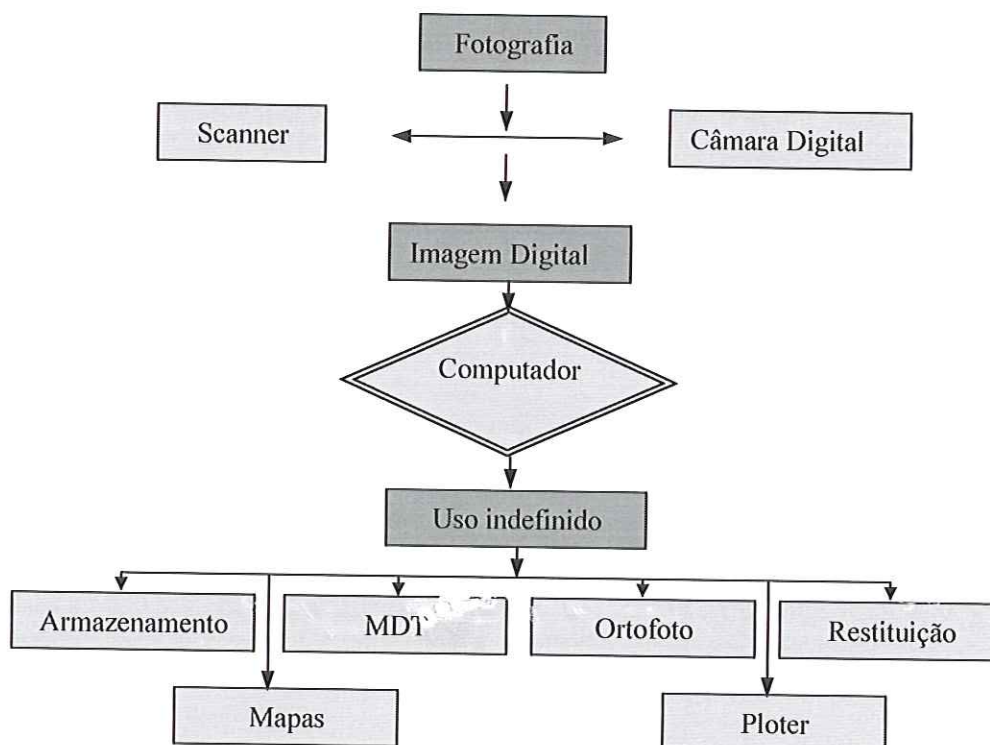 Fotografia
Scanner
Câmara Digital
Imagem Digital
Computador
Uso indefinido
Armazenamento
MDT
Ortofoto
Restituição
Mapas
Ploter